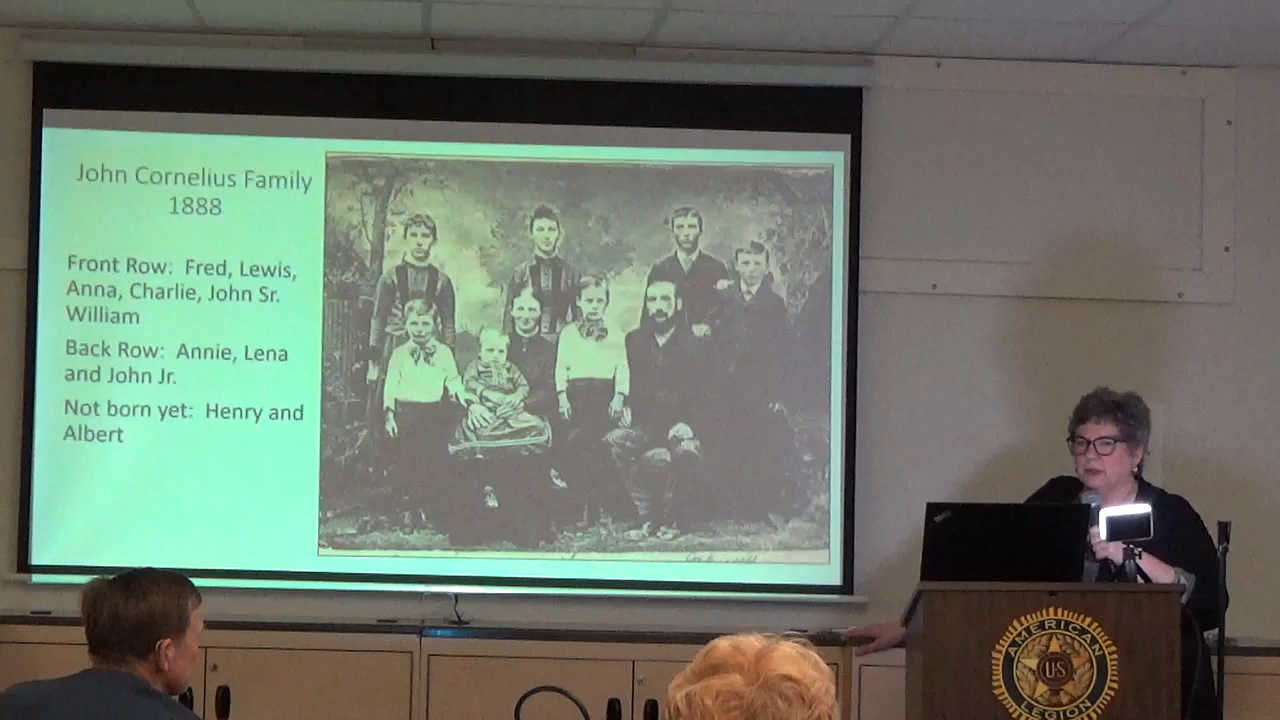 John Cornelius Family
1888
Front Row: Fred, Lewis,
Anna, Charlie, John Sr.
William
Back Row: Annie, Lena
and John Jr.
Not born yet: Henry and
Albert
AMERICAN
U·S
LEGION